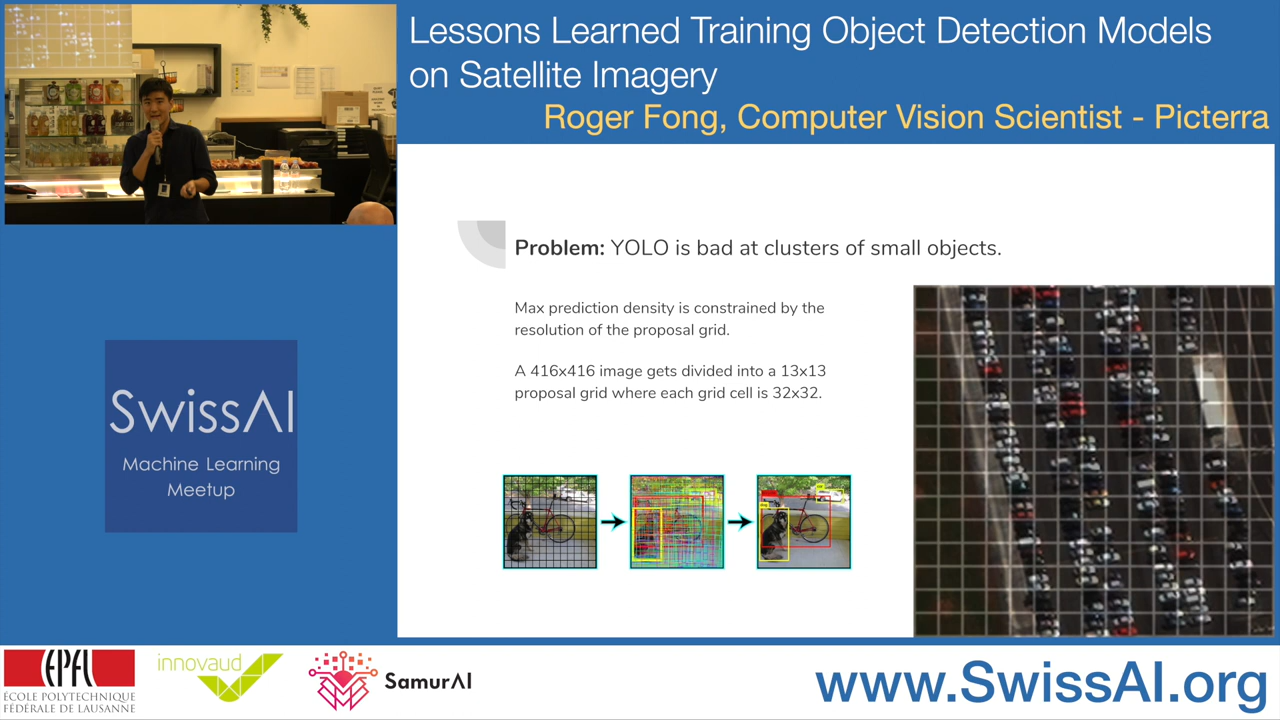 Lessons Learned Training Object Detection Models
on Satellite Imagery
Roger Fong, Computer Vision Scientist - Picterra
Problem: YOLO is bad at clusters of small objects.
Max prediction density is constrained by the
resolution of the proposal grid.
A 416x416 image gets divided into a 13x13
proposal grid where each grid cell is 32x32.
SwissAI
Machine Learning
Meetup
EPFL
ÉCOLE POLYTECHNIQUE
FÉDÉRALE DE LAUSANNE
innovaud
SamurAI
www.SwissAI.org